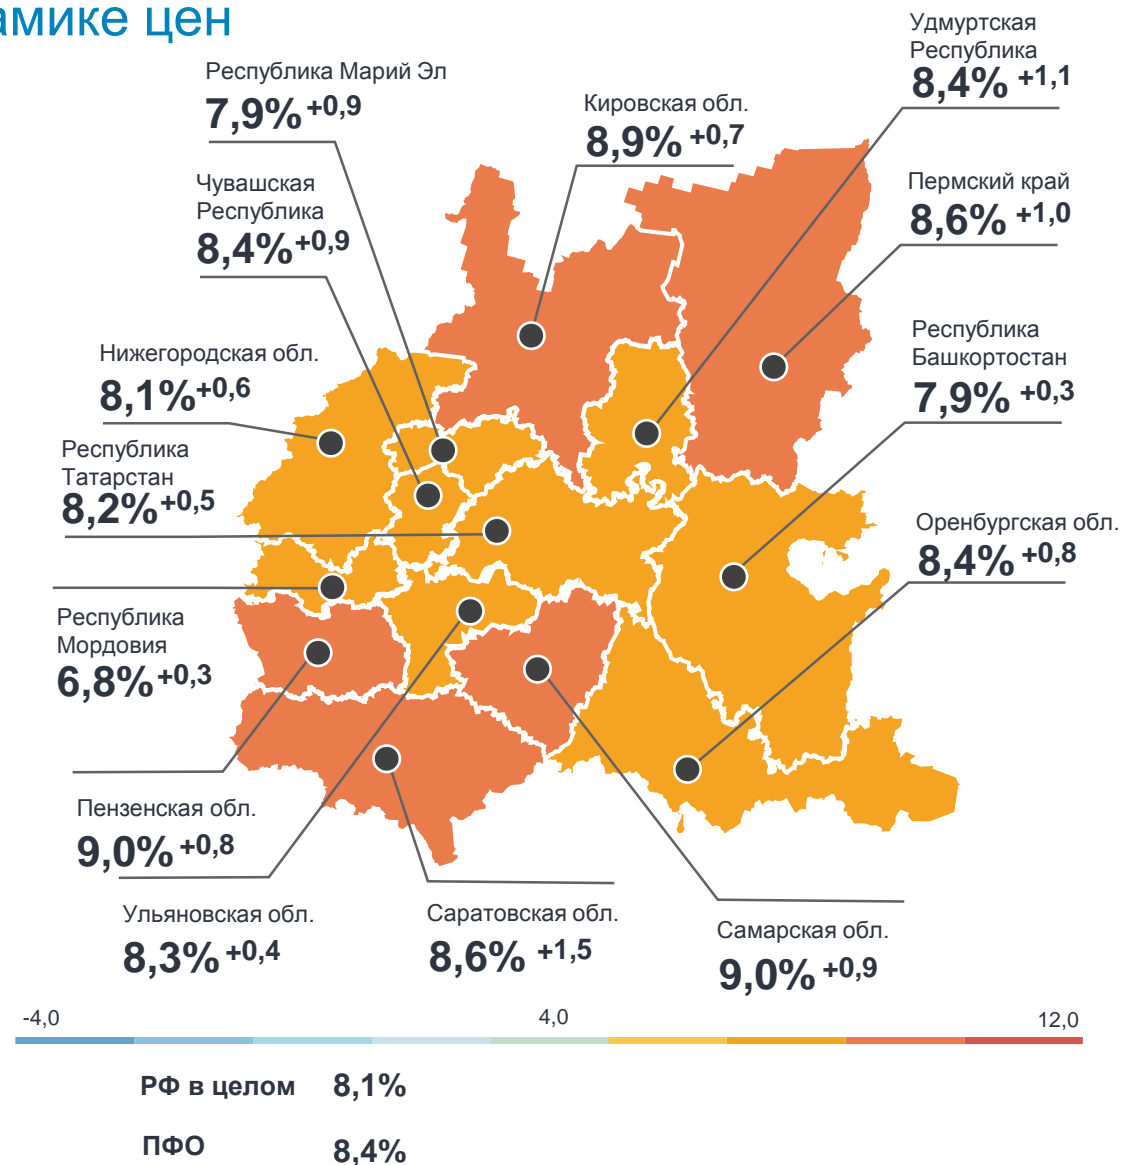 амике цен
Удмуртская
Республика
8,4% +1,1
Республика Марий Эл
7,9% +0,9
Кировская обл.
8,9% +0,7
Чувашская
Республика
8,4% +0,9
Пермский край
8,6% +1,0
Нижегородская обл.
8,1% +0,6
Республика
Башкортостан
7,9% +0,3
Республика
Татарстан
8,2% +0,5
Оренбургская обл.
8,4% +0,8
Республика
Мордовия
6,8% +0,3
Пензенская обл.
9,0% +0,8
Ульяновская обл.
8,3% +0,4
Саратовская обл.
8,6% +1,5
Самарская обл.
9,0% +0,9
-4,0 4,0 12,0
РФ в целом 8,1%
ПФО 8,4%